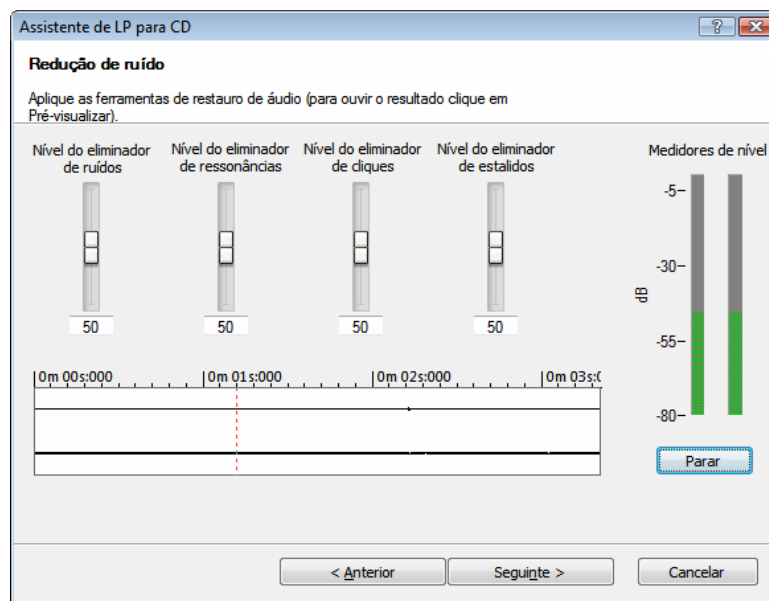 Assistente de LP para CD
Redução de ruído
Aplique as ferramentas de restauro de áudio (para ouvir o resultado clique em
Pré-visualizar).
Nível do eliminador
de ruídos
Nível do eliminador
de ressonâncias
Nível do eliminador
de cliques
Nível do eliminador
de estalidos
Medidores de nível
50
50
50
50
-5
-30
dB
-55
-80
0m 00s:000
0m 01s:000
0m 02s:000
0m 03s:(
Parar
< Anterior
Seguinte >
Cancelar